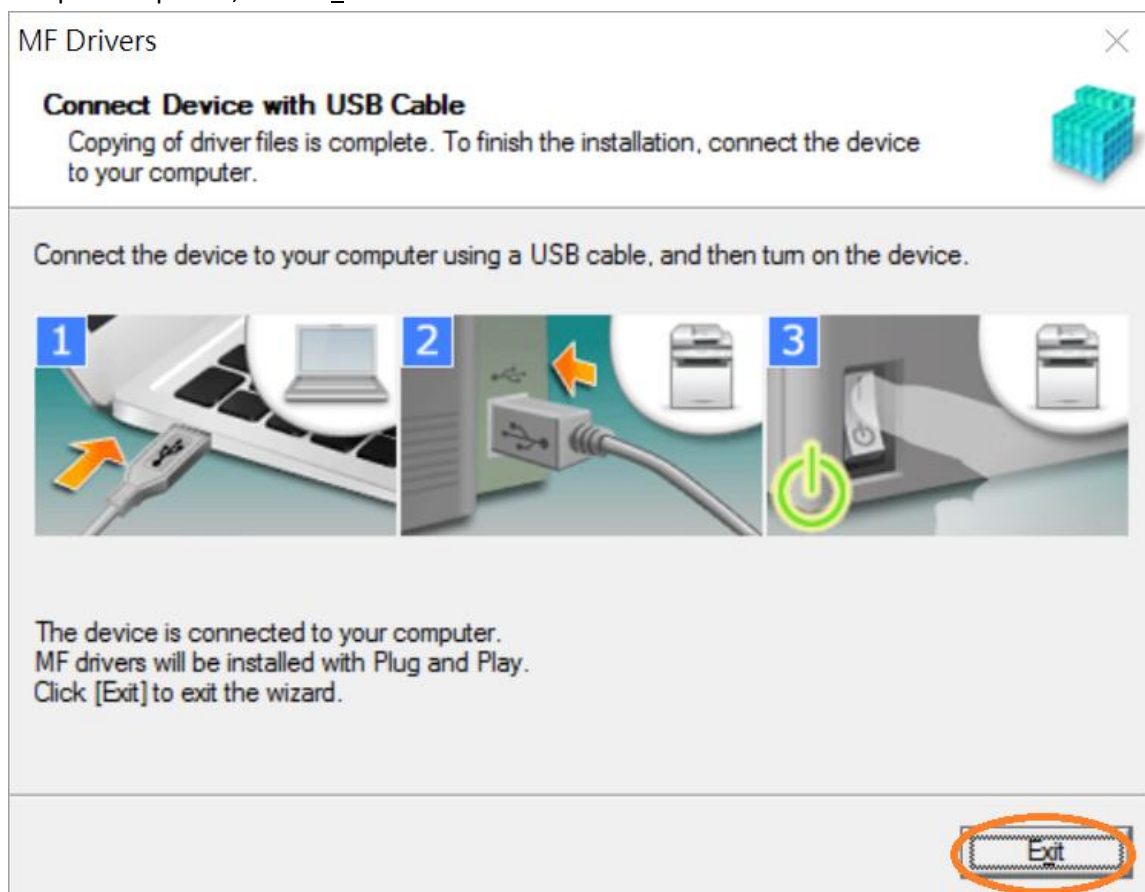 MF Drivers
Connect Device with USB Cable
Copying of driver files is complete. To finish the installation, connect the device
to your computer.
Connect the device to your computer using a USB cable, and then turn on the device.
1 2 3
The device is connected to your computer.
MF drivers will be installed with Plug and Play.
Click [Exit] to exit the wizard.
Exit